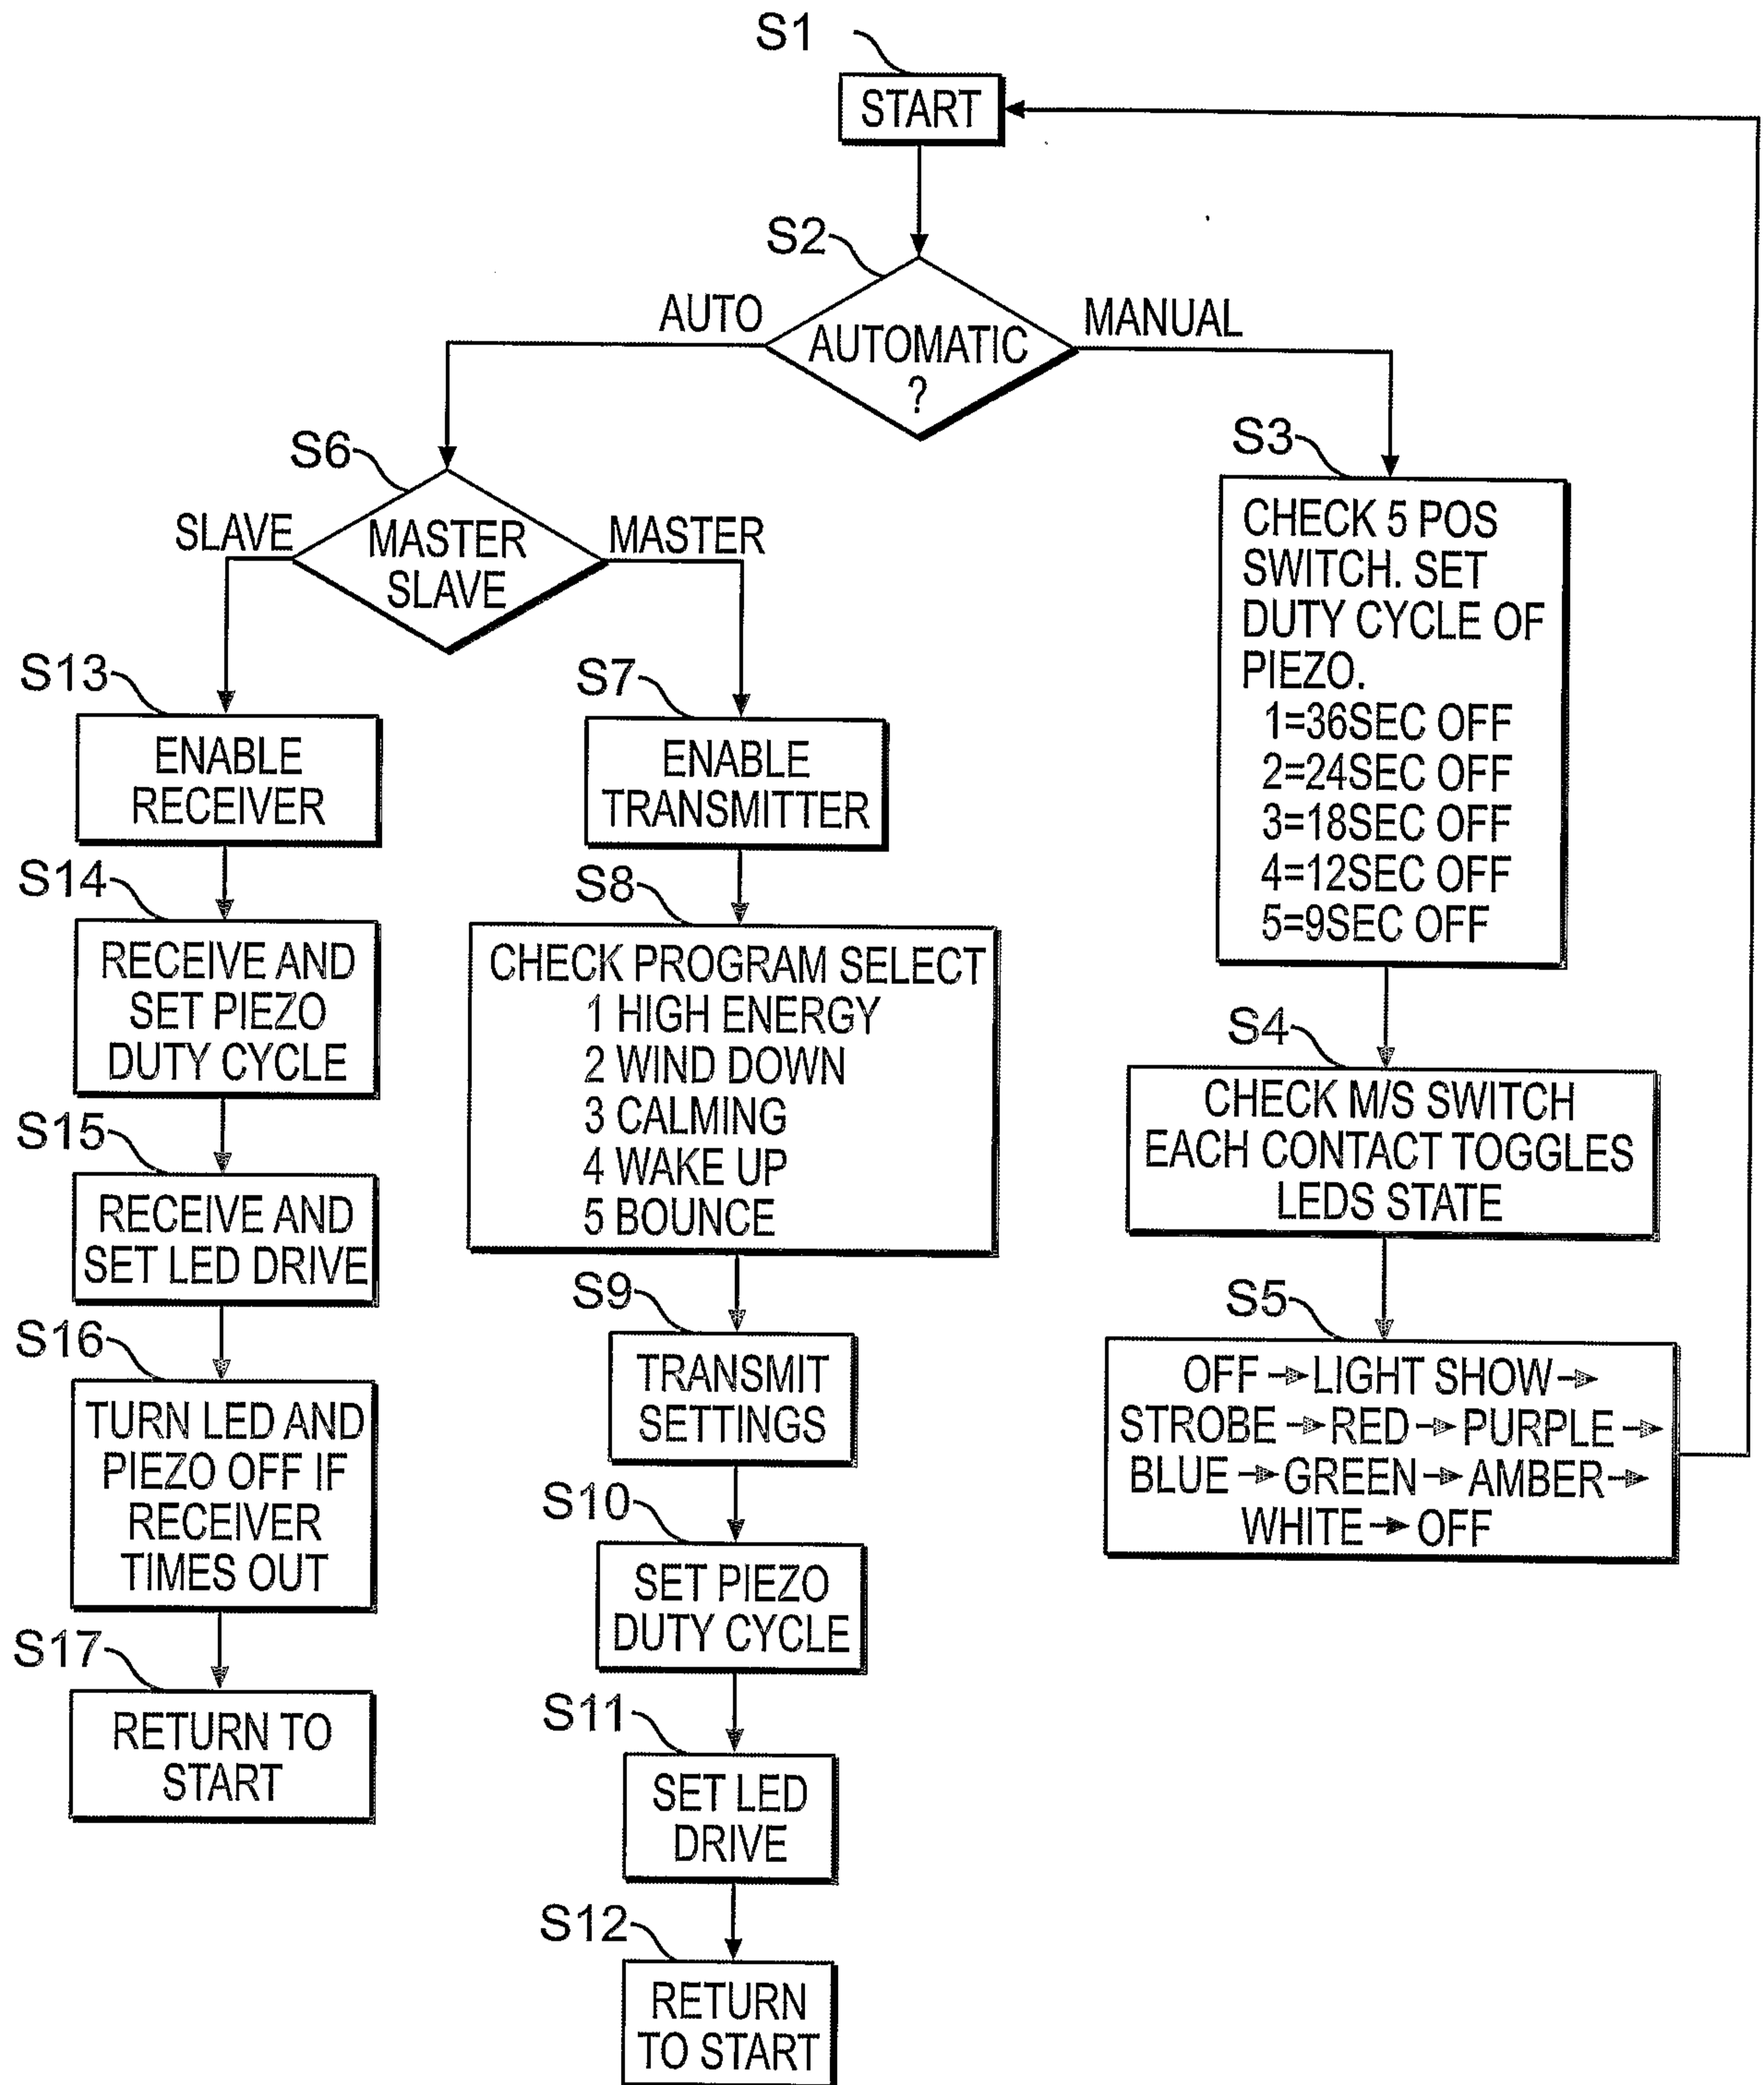 S1
START
S2
AUTO
MANUAL
AUTOMATIC
?
S6
SLAVE
MASTER
MASTER
SLAVE
S3
CHECK 5 POS
SWITCH. SET
DUTY CYCLE OF
PIEZO.
1=36SEC OFF
2=24SEC OFF
3=18SEC OFF
4=12SEC OFF
5=9SEC OFF
S4
CHECK M/S SWITCH
EACH CONTACT TOGGLES
LEDS STATE
S5
OFF → LIGHT SHOW →
STROBE → RED → PURPLE →
BLUE → GREEN → AMBER →
WHITE → OFF
S7
ENABLE
TRANSMITTER
S8
CHECK PROGRAM SELECT
1 HIGH ENERGY
2 WIND DOWN
3 CALMING
4 WAKE UP
5 BOUNCE
S9
TRANSMIT
SETTINGS
S10
SET PIEZO
DUTY CYCLE
S11
SET LED
DRIVE
S12
RETURN
TO START
S13
ENABLE
RECEIVER
S14
RECEIVE AND
SET PIEZO
DUTY CYCLE
S15
RECEIVE AND
SET LED DRIVE
S16
TURN LED AND
PIEZO OFF IF
RECEIVER
TIMES OUT
S17
RETURN TO
START